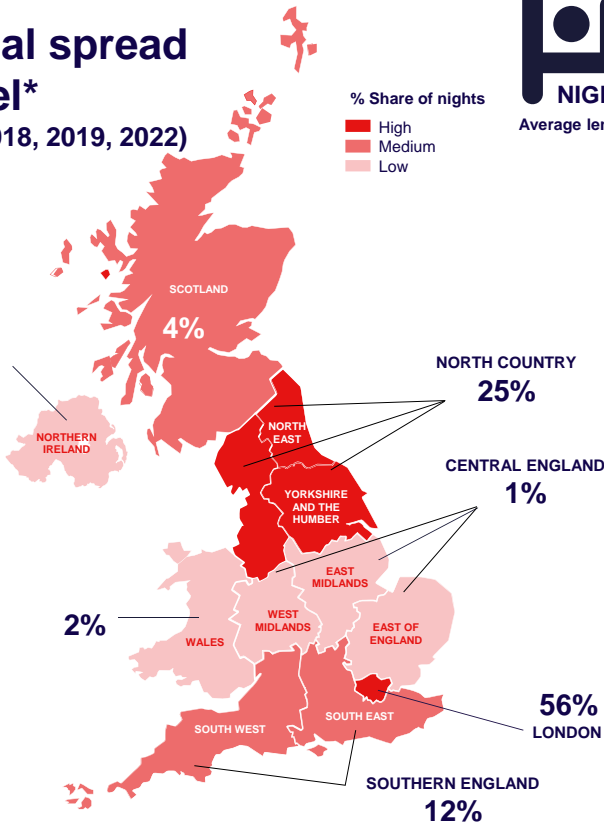 al spread
el*
018, 2019, 2022)
% Share of nights
High
Medium
Low
NIG
Average le
SCOTLAND
4%
NORTH COUNTRY
25%
NORTH
EAST
NORTHERN
IRELAND
CENTRAL ENGLAND
1%
YORKSHIRE
AND THE
HUMBER
EAST
MIDLANDS
WEST
MIDLANDS
EAST OF
ENGLAND
2%
WALES
56%
LONDON
SOUTH WEST
SOUTH EAST
SOUTHERN ENGLAND
12%